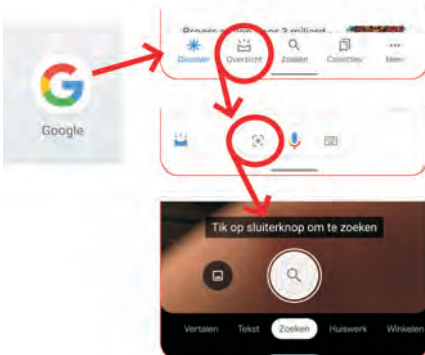 Google
Discover Overzicht Zoeken Collecties Meer
Tik op sluiterknop om te zoeken
Vertalen Tekst Zoeken Huiswerk Winkelen